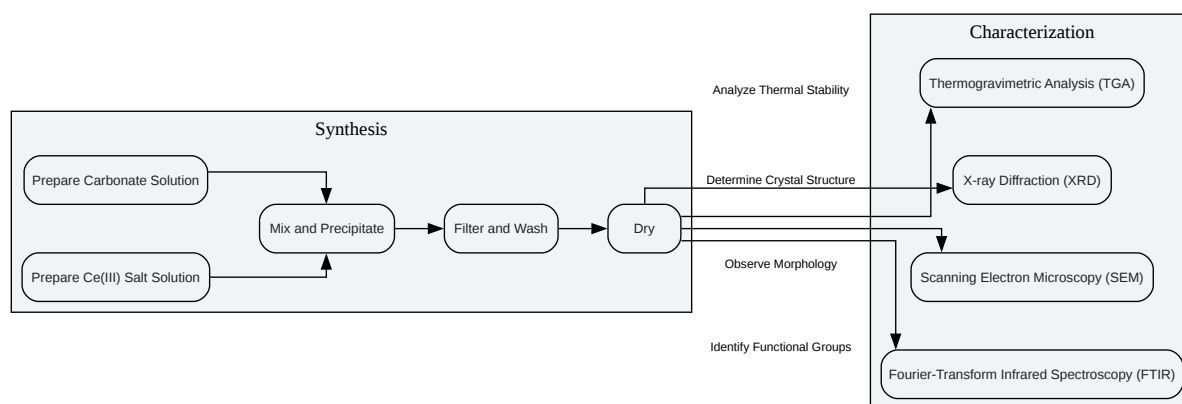 Synthesis
Prepare Carbonate Solution
Mix and Precipitate
Filter and Wash
Dry
Prepare Ce(III) Salt Solution
Analyze Thermal Stability
Determine Crystal Structure
Observe Morphology
Identify Functional Groups
Characterization
Thermogravimetric Analysis (TGA)
X-ray Diffraction (XRD)
Scanning Electron Microscopy (SEM)
Fourier-Transform Infrared Spectroscopy (FTIR)